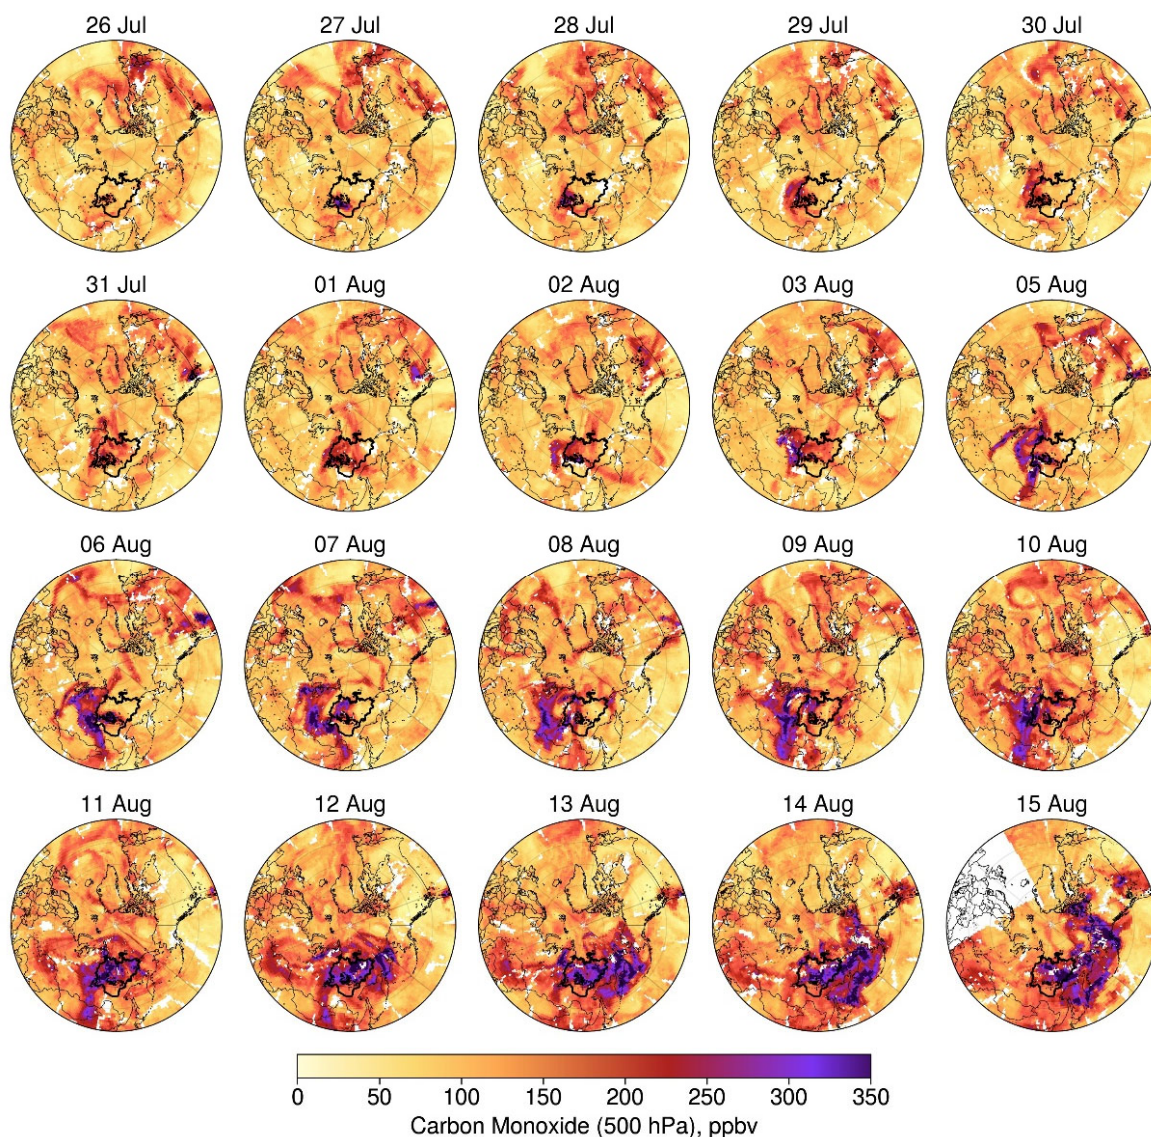 26 Jul 27 Jul 28 Jul 29 Jul 30 Jul
31 Jul 01 Aug 02 Aug 03 Aug 05 Aug
06 Aug 07 Aug 08 Aug 09 Aug 10 Aug
11 Aug 12 Aug 13 Aug 14 Aug 15 Aug
0 50 100 150 200 250 300 350
Carbon Monoxide (500 hPa), ppbv